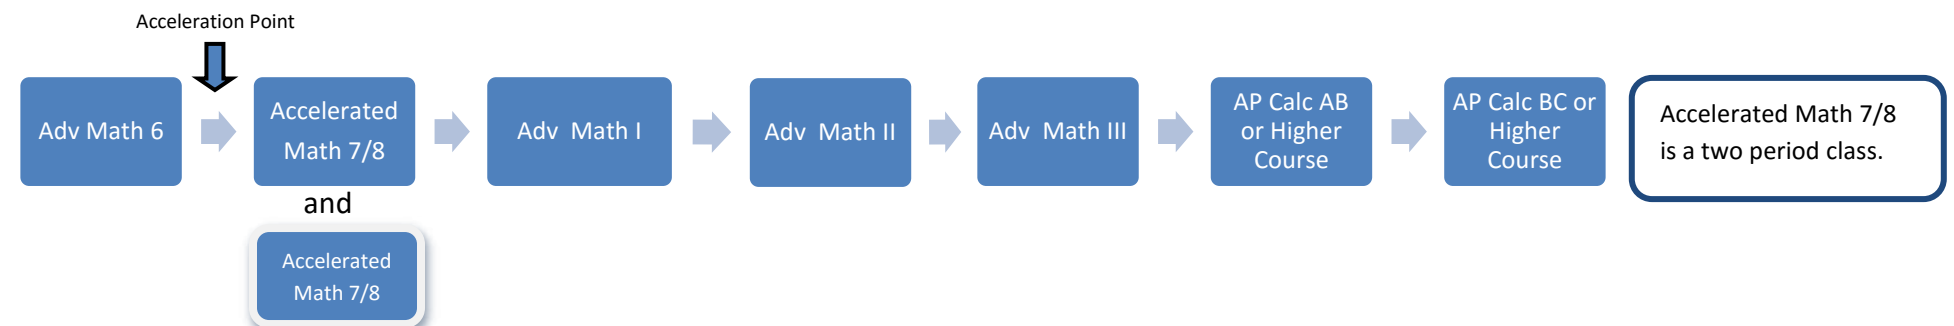 Acceleration Point
Adv Math 6
Accelerated
Math 7/8
and
Accelerated
Math 7/8
Adv  Math I
Adv  Math II
Adv  Math III
AP Calc AB
or Higher
Course
AP Calc BC or
Higher
Course
Accelerated Math 7/8
is a two period class.